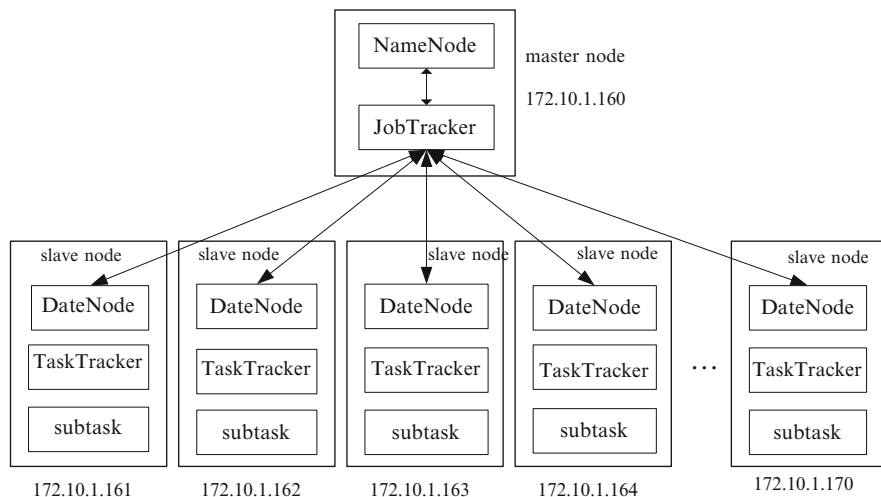 NameNode
master node
172.10.1.160
JobTracker
slave node
slave node
slave node
slave node
slave node
DateNode
DateNode
DateNode
DateNode
DateNode
TaskTracker
TaskTracker
TaskTracker
TaskTracker
...
TaskTracker
subtask
subtask
subtask
subtask
subtask
172.10.1.161
172.10.1.162
172.10.1.163
172.10.1.164
172.10.1.170